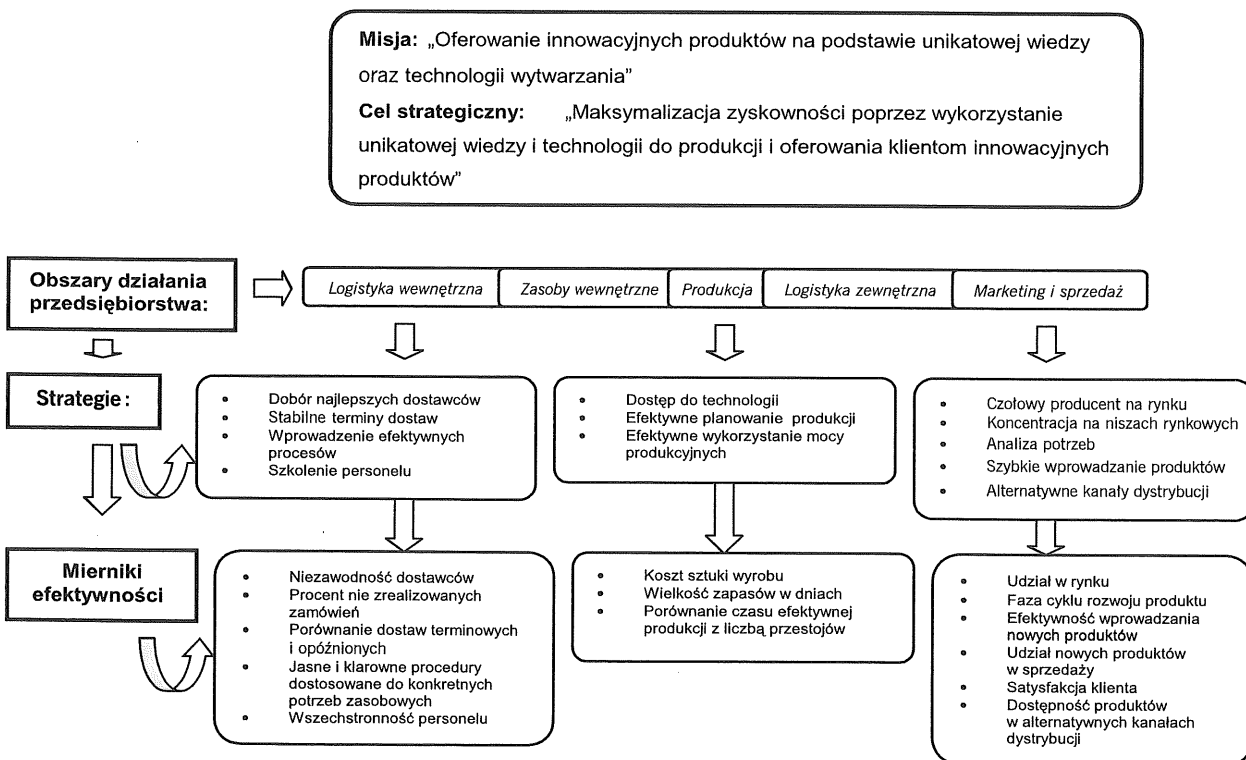 Misja: „Oferowanie innowacyjnych produktów na podstawie unikatowej wiedzy
oraz technologii wytwarzania”
Cel strategiczny: „Maksymalizacja zyskowności poprzez wykorzystanie
unikatowej wiedzy i technologii do produkcji i oferowania klientom innowacyjnych
produktów”
Obszary działania
przedsiębiorstwa:
Logistyka wewnętrzna
Zasoby wewnętrzne
Produkcja
Logistyka zewnętrzna
Marketing i sprzedaż
Strategie:
• Dobór najlepszych dostawców
• Stabilne terminy dostaw
• Wprowadzenie efektywnych
procesów
• Szkolenie personelu
• Dostęp do technologii
• Efektywne planowanie produkcji
• Efektywne wykorzystanie mocy
produkcyjnych
• Czołowy producent na rynku
• Koncentracja na niszach rynkowych
• Analiza potrzeb
• Szybkie wprowadzanie produktów
• Alternatywne kanały dystrybucji
Mierniki
efektywności
• Niezawodność dostawców
• Procent nie zrealizowanych
zamówień
• Porównanie dostaw terminowych
i opóźnionych
• Jasne i klarowne procedury
dostosowane do konkretnych
potrzeb zasobowych
• Wszechstronność personelu
• Koszt sztuki wyrobu
• Wielkość zapasów w dniach
• Porównanie czasu efektywnej
produkcji z liczbą przestojów
• Udział w rynku
• Faza cyklu rozwoju produktu
• Efektywność wprowadzania
nowych produktów
• Udział nowych produktów
w sprzedaży
• Satysfakcja klienta
• Dostępność produktów
w alternatywnych kanałach
dystrybucji